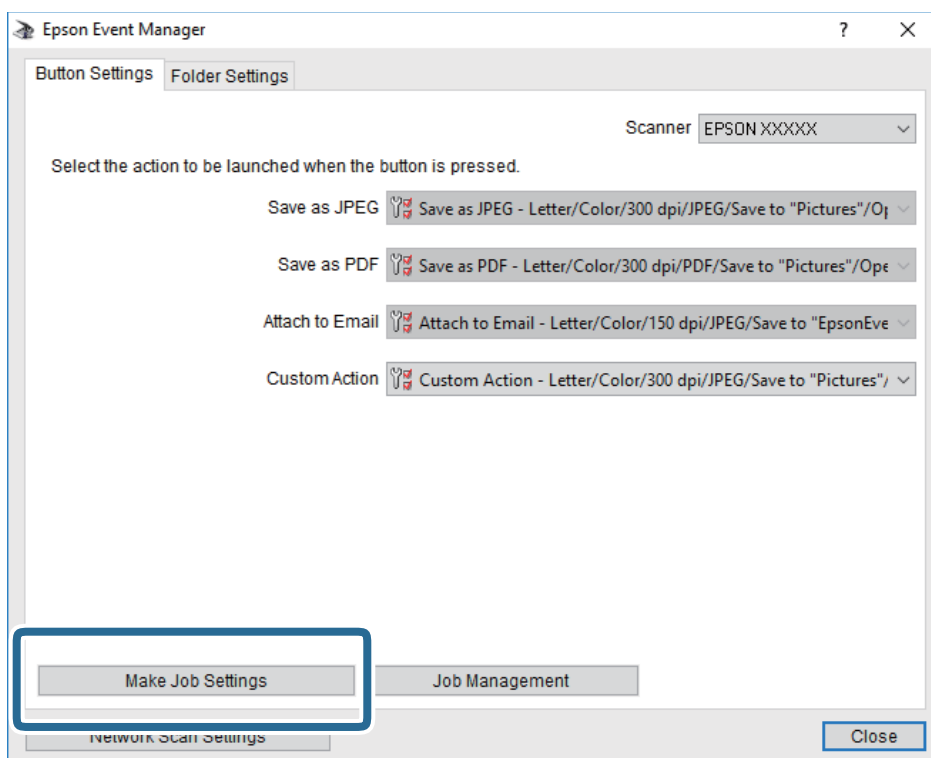 Epson Event Manager
Button Settings Folder Settings
Scanner EPSON XXXXX
Select the action to be launched when the button is pressed.
Save as JPEG Save as JPEG - Letter/Color/300 dpi/JPEG/Save to "Pictures"/Op
Save as PDF Save as PDF - Letter/Color/300 dpi/PDF/Save to "Pictures"/Ope
Attach to Email Attach to Email - Letter/Color/150 dpi/JPEG/Save to "EpsonEve
Custom Action Custom Action - Letter/Color/300 dpi/JPEG/Save to "Pictures"/
Make Job Settings Job Management
Network Scan Settings Close